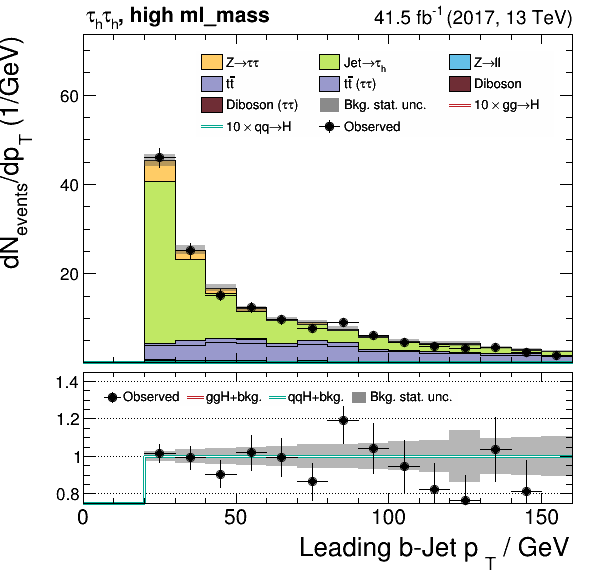 τhτh, high ml_mass
41.5 fb-1 (2017, 13 TeV)
dNevents/dpT (1/GeV)
60
40
20
Z→ττ
Jet→τh
Z→ll
tt̄
tt̄ (ττ)
Diboson
Diboson (ττ)
Bkg. stat. unc.
10 × gg→H
10 × qq→H
Observed
1.4
1.2
1.0
0.8
Observed
ggH+bkg.
qqH+bkg.
Bkg. stat. unc.
0
50
100
150
Leading b-Jet pT / GeV